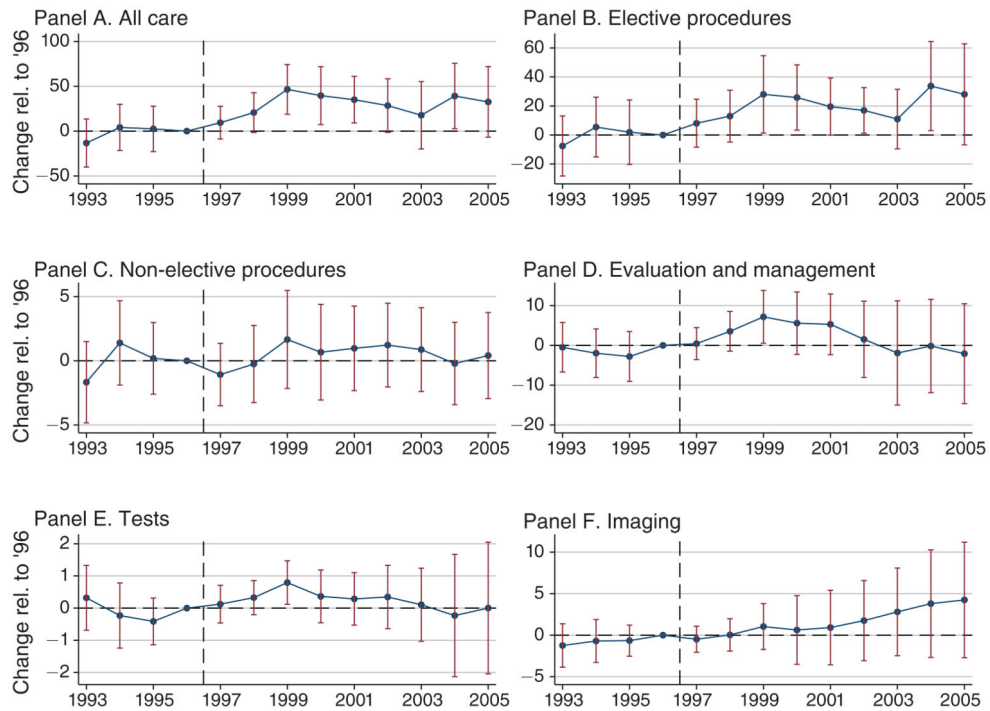 Panel A. All care
Change rel. to '96
100
50
0
−50
1993 1995 1997 1999 2001 2003 2005
Panel B. Elective procedures
60
40
20
0
−20
1993 1995 1997 1999 2001 2003 2005
Panel C. Non-elective procedures
Change rel. to '96
5
0
−5
1993 1995 1997 1999 2001 2003 2005
Panel D. Evaluation and management
10
0
−10
−20
1993 1995 1997 1999 2001 2003 2005
Panel E. Tests
Change rel. to '96
2
1
0
−1
−2
1993 1995 1997 1999 2001 2003 2005
Panel F. Imaging
10
5
0
−5
1993 1995 1997 1999 2001 2003 2005